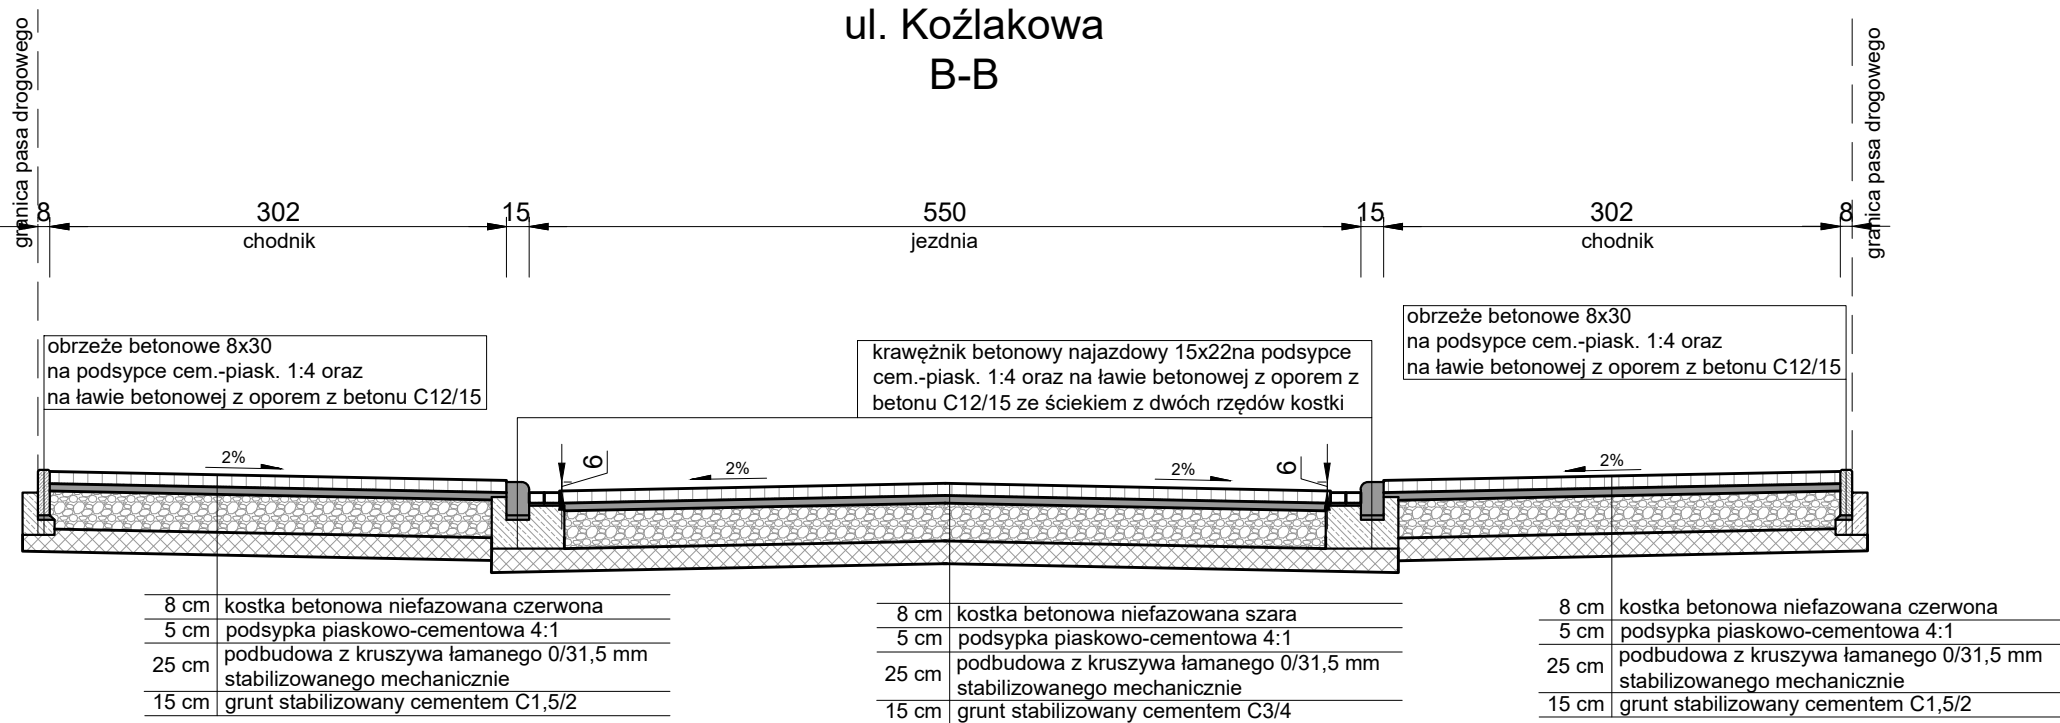 ul. Koźlakowa
B-B
granica pasa drogowego
granica pasa drogowego
8
302
15
550
15
302
8
chodnik
jezdnia
chodnik
obrzeże betonowe 8x30
na podsypce cem.-piask. 1:4 oraz
na ławie betonowej z oporem z betonu C12/15
krawężnik betonowy najazdowy 15x22na podsypce
cem.-piask. 1:4 oraz na ławie betonowej z oporem z
betonu C12/15 ze ściekiem z dwóch rzędów kostki
obrzeże betonowe 8x30
na podsypce cem.-piask. 1:4 oraz
na ławie betonowej z oporem z betonu C12/15
2%
6
2%
2%
6
2%
8 cm kostka betonowa niefazowana czerwona
5 cm podsypka piaskowo-cementowa 4:1
25 cm podbudowa z kruszywa łamanego 0/31,5 mm
stabilizowanego mechanicznie
15 cm grunt stabilizowany cementem C1,5/2
8 cm kostka betonowa niefazowana szara
5 cm podsypka piaskowo-cementowa 4:1
25 cm podbudowa z kruszywa łamanego 0/31,5 mm
stabilizowanego mechanicznie
15 cm grunt stabilizowany cementem C3/4
8 cm kostka betonowa niefazowana czerwona
5 cm podsypka piaskowo-cementowa 4:1
25 cm podbudowa z kruszywa łamanego 0/31,5 mm
stabilizowanego mechanicznie
15 cm grunt stabilizowany cementem C1,5/2